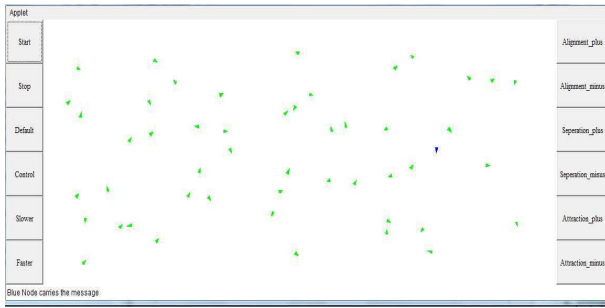 Applet
Start
Alignment_plus
Stop
Alignment_minus
Default
Seperation_plus
Control
Seperation_minus
Slower
Attraction_plus
Faster
Attraction_minus
Blue Node carries the message